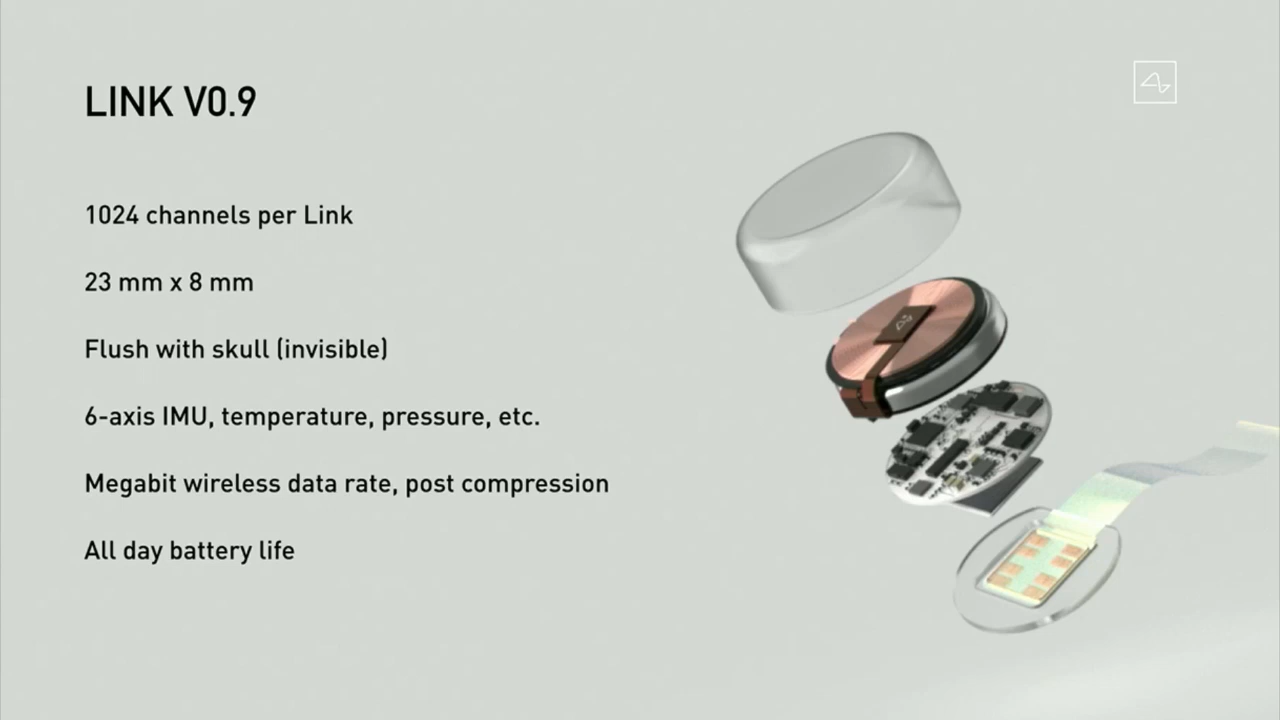 LINK V0.9
1024 channels per Link
23 mm x 8 mm
Flush with skull (invisible)
6-axis IMU, temperature, pressure, etc.
Megabit wireless data rate, post compression
All day battery life